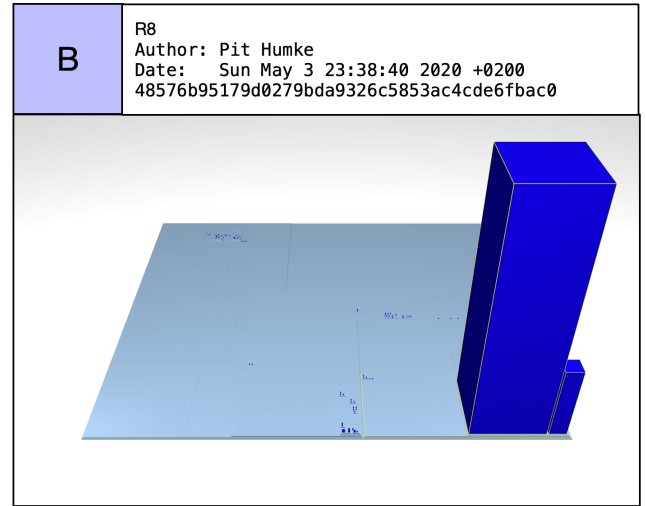 B
R8
Author: Pit Humke
Date:   Sun May 3 23:38:40 2020 +0200
48576b95179d0279bda9326c5853ac4cde6fbac0